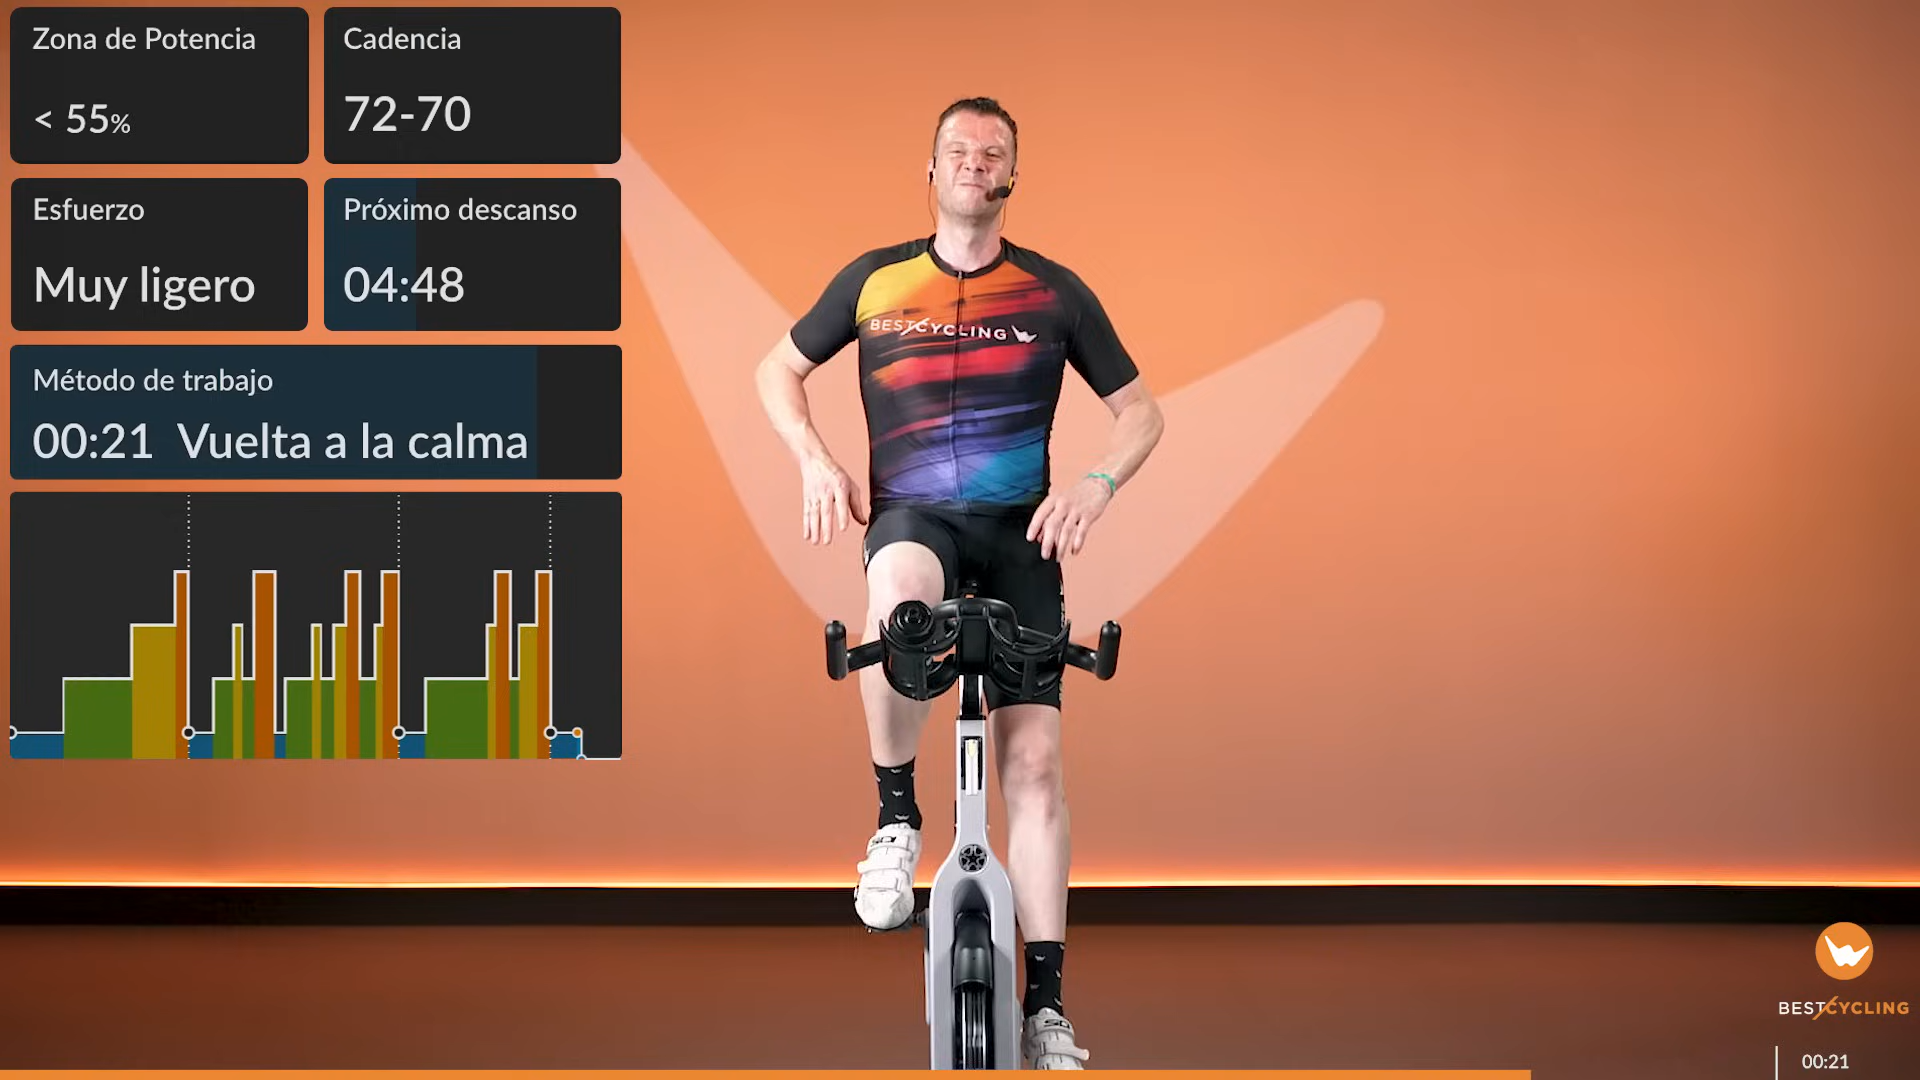 Zona de Potencia
< 55%
Cadencia
72-70
Esfuerzo
Muy ligero
Próximo descanso
04:48
Método de trabajo
00:21 Vuelta a la calma
BESTCYCLING
BESTCYCLING
00:21